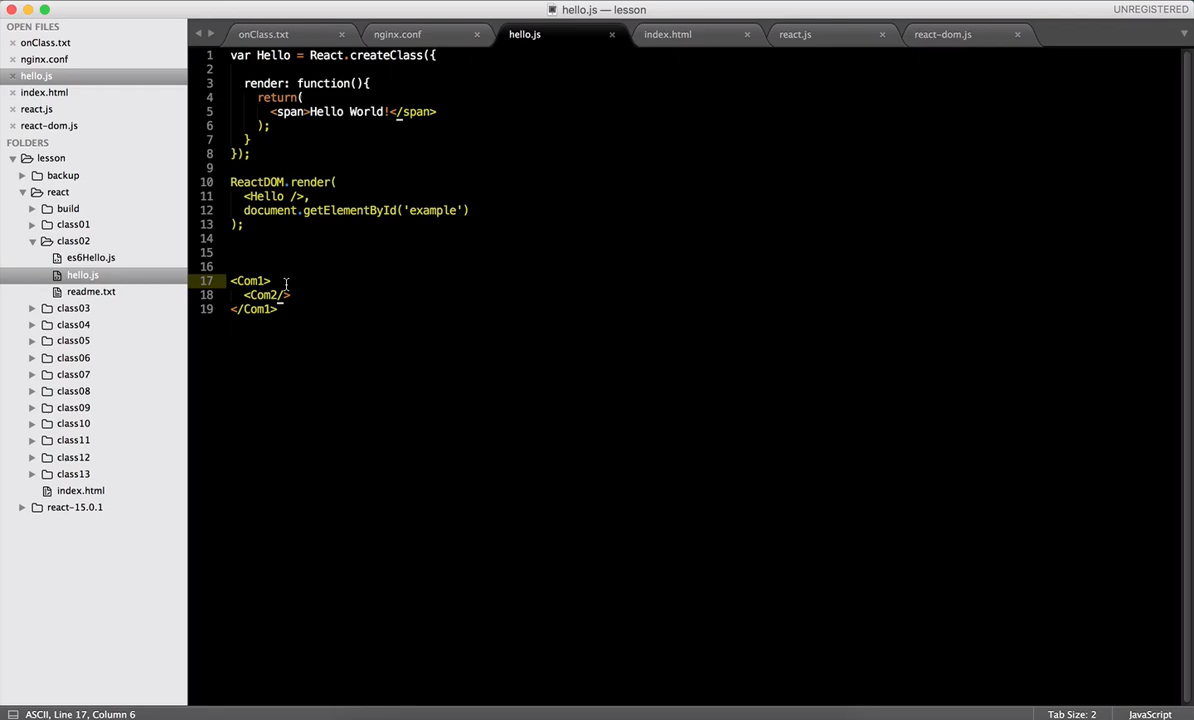 hello.js — lesson
UNREGISTERED
OPEN FILES
onClass.txt
nginx.conf
hello.js
index.html
react.js
react-dom.js
FOLDERS
lesson
backup
react
build
class01
class02
es6Hello.js
hello.js
readme.txt
class03
class04
class05
class06
class07
class08
class09
class10
class11
class12
class13
index.html
react-15.0.1
onClass.txt
nginx.conf
hello.js
index.html
react.js
react-dom.js
1 var Hello = React.createClass({
2
3 render: function(){
4 return(
5 <span>Hello World!</span>
6 );
7 }
8 });
9
10 ReactDOM.render(
11 <Hello />,
12 document.getElementById('example')
13 );
14
15
16
17 <Com1>
18 <Com2/>
19 </Com1>
ASCII, Line 17, Column 6
Tab Size: 2
JavaScript